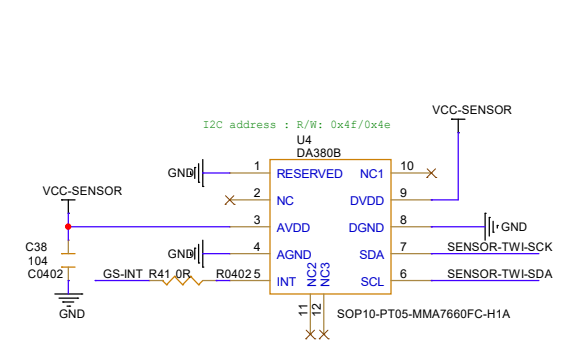 VCC-SENSOR
I2C address : R/W: 0x4f/0x4e
U4
DA380B
GND 1 RESERVED NC1 10
2 NC DVDD 9
VCC-SENSOR
3 AVDD DGND 8 GND
GND 4 AGND SDA 7 SENSOR-TWI-SCK
C38
104
C0402
GS-INT R41 0R R0402 5 INT NC2 NC3 SCL 6 SENSOR-TWI-SDA
GND
11 12 SOP10-PT05-MMA7660FC-H1A